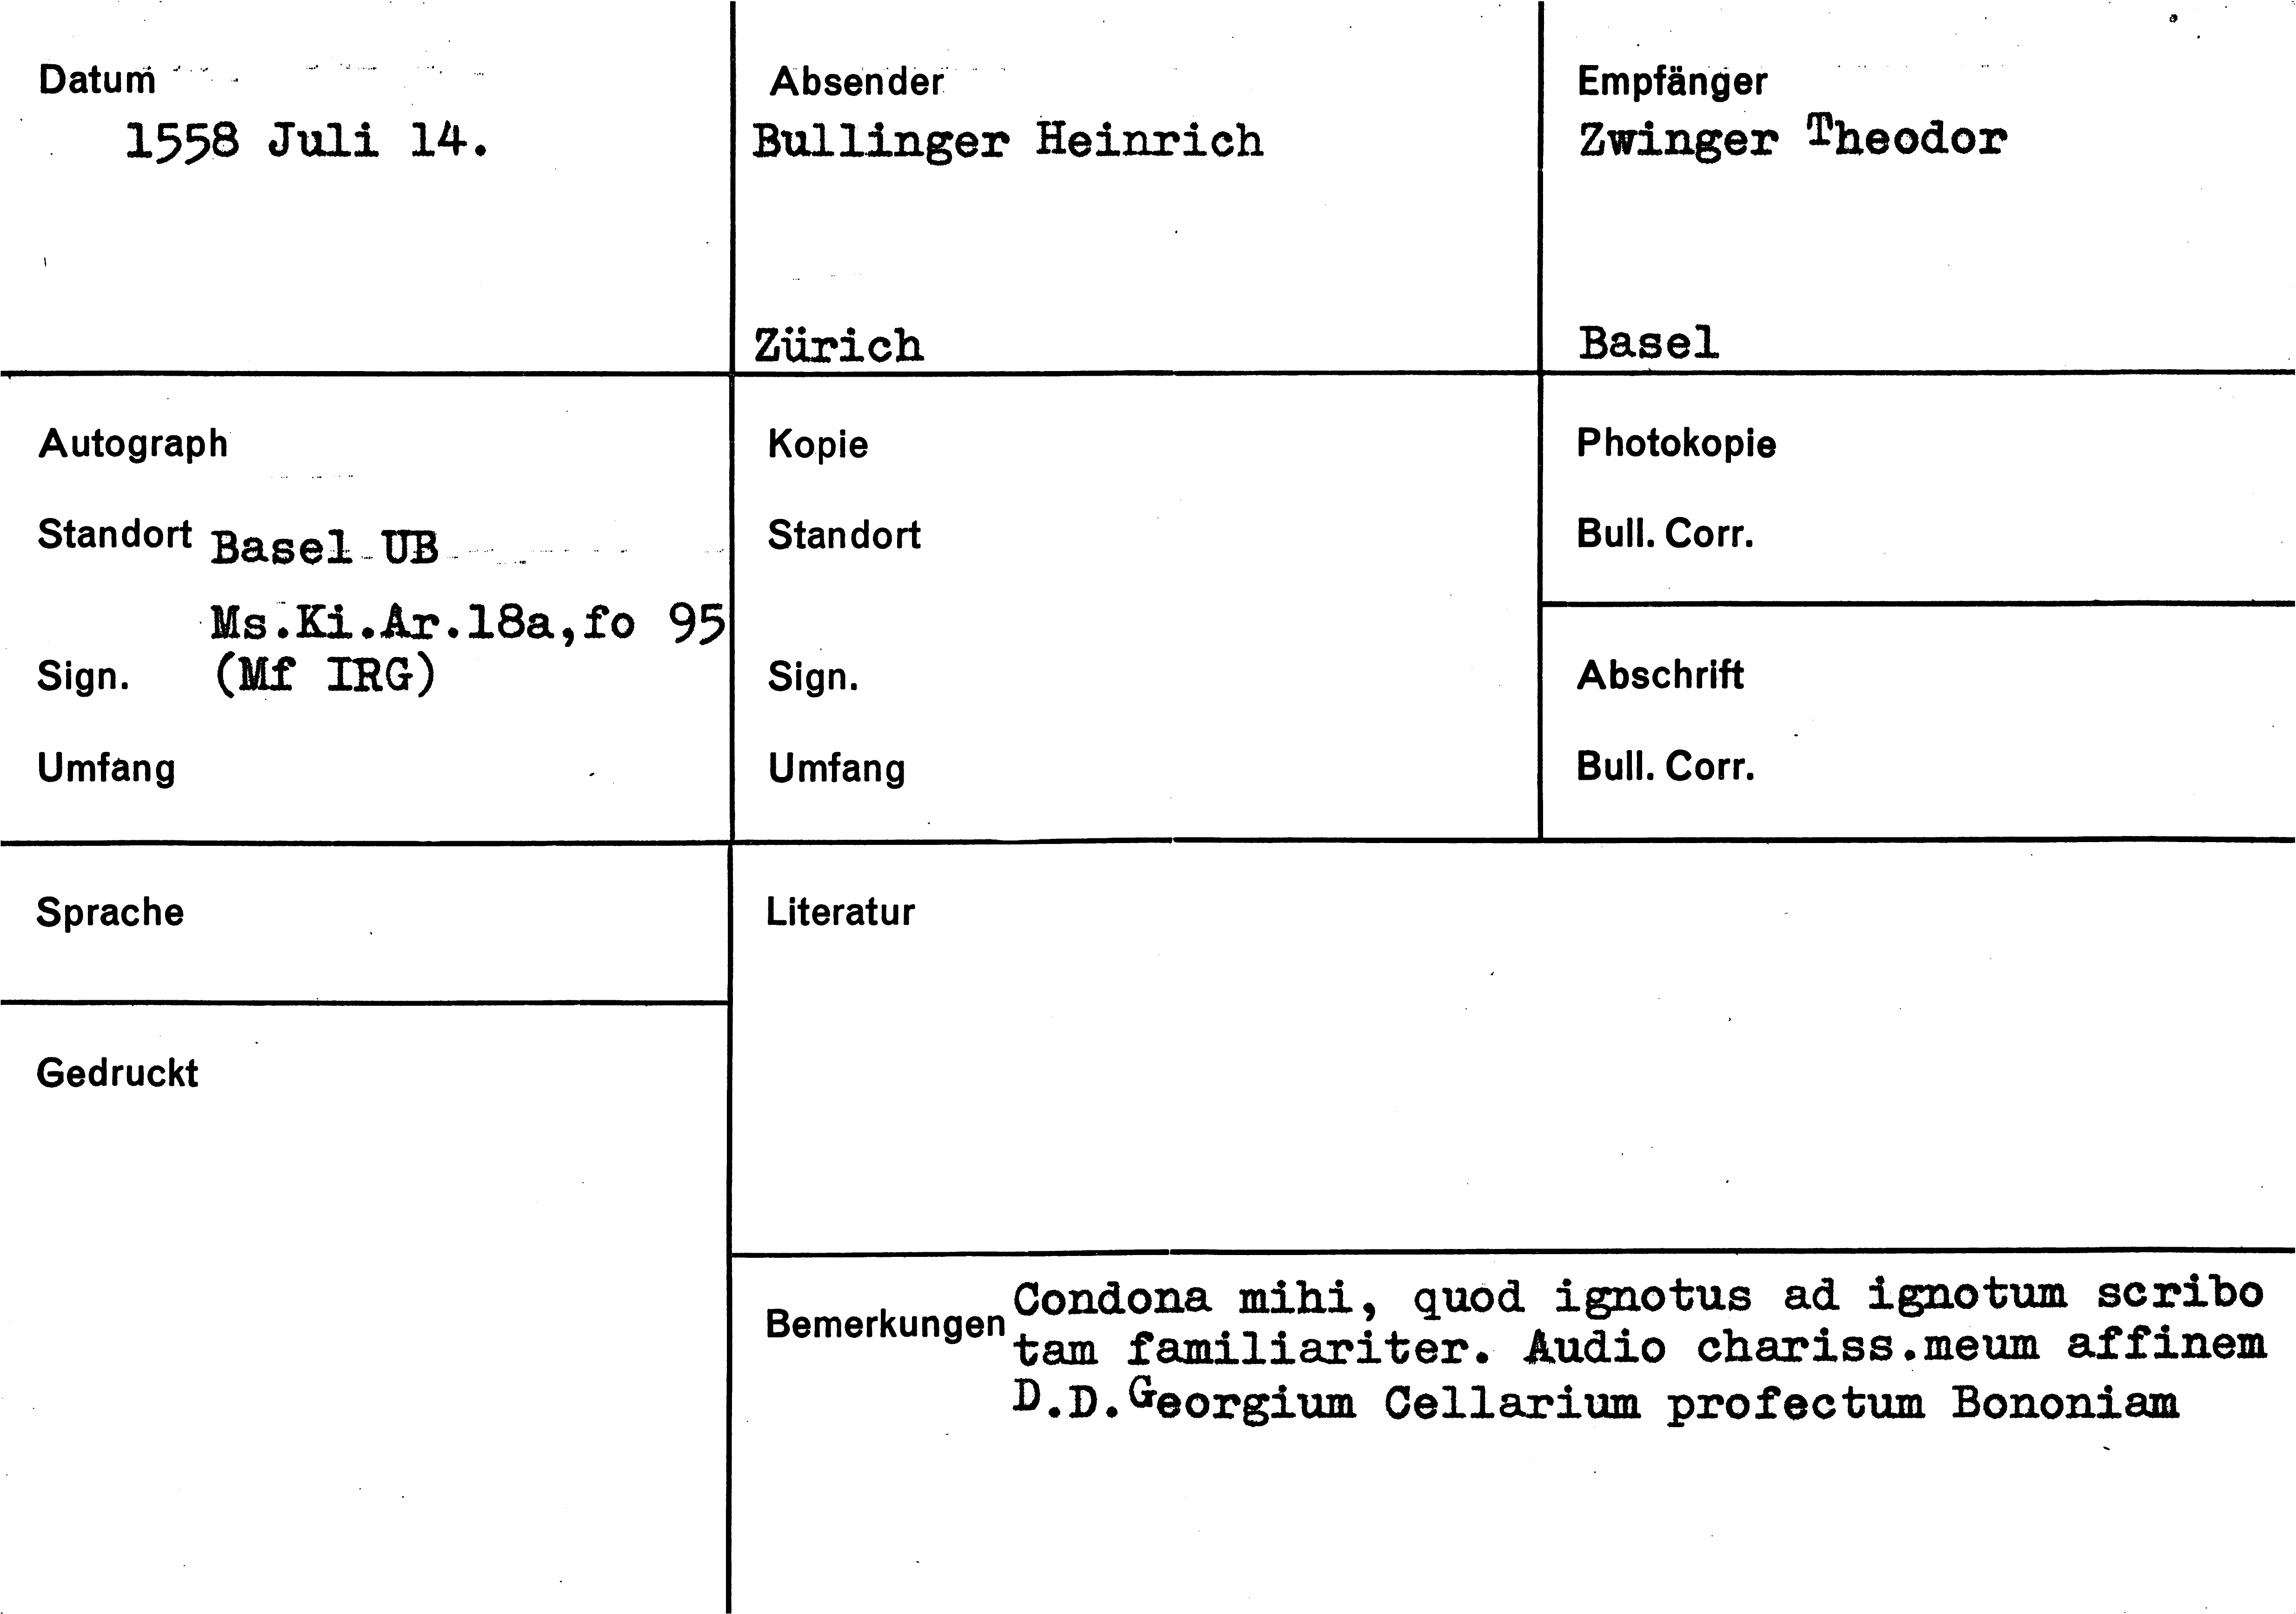 Datum
1558 Juli 14.
Absender
Bullinger Heinrich
Zürich
Empfänger
Zwinger Theodor
Basel
Autograph
Standort Basel UB
Ms.Ki.Ar.18a,fo 95
Sign. (Mf IRG)
Umfang
Kopie
Standort
Sign.
Umfang
Photokopie
Bull. Corr.
Abschrift
Bull. Corr.
Sprache
Gedruckt
Literatur
Bemerkungen Condona mihi, quod ignotus ad ignotum scribo
tam familiariter. Audio chariss.meum affinem
D.D.Georgium Cellarium profectum Bononiam